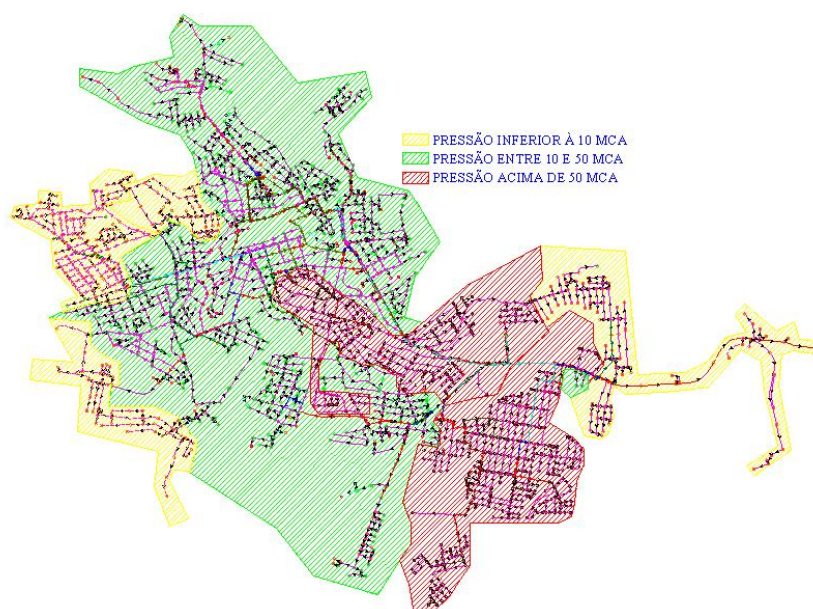 PRESSÃO INFERIOR À 10 MCA
PRESSÃO ENTRE 10 E 50 MCA
PRESSÃO ACIMA DE 50 MCA